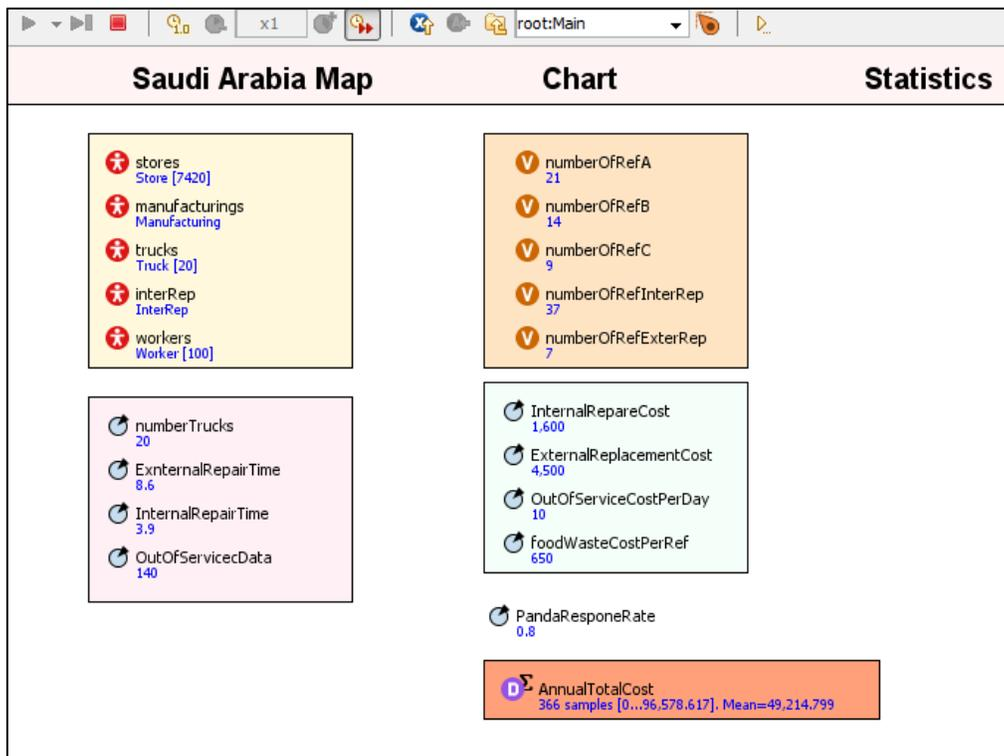 1.0
x1
root:Main
Saudi Arabia Map Chart Statistics
stores
Store [7420]
manufacturings
Manufacturing
trucks
Truck [20]
interRep
InterRep
workers
Worker [100]
numberTrucks
20
ExnternalRepairTime
8.6
InternalRepairTime
3.9
OutOfServicecData
140
V numberOfRefA
21
V numberOfRefB
14
V numberOfRefC
9
V numberOfRefInterRep
37
V numberOfRefExterRep
7
InternalRepareCost
1,600
ExternalReplacementCost
4,500
OutOfServiceCostPerDay
10
foodWasteCostPerRef
650
PandaResponeRate
0.8
D Σ AnnualTotalCost
366 samples [0...96,578.617]. Mean=49,214.799